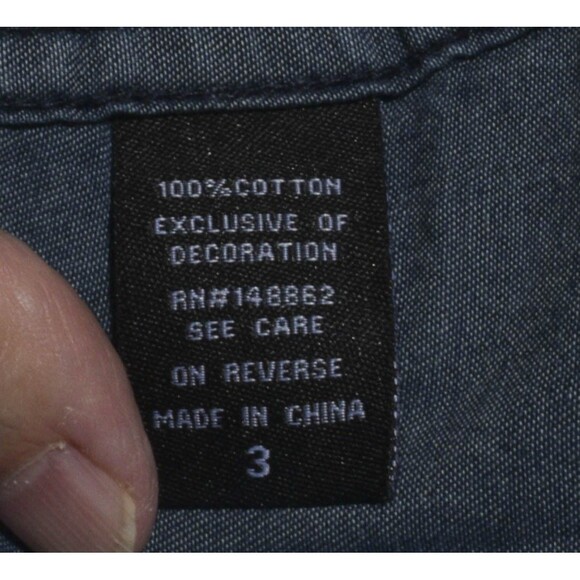 100%COTTON
EXCLUSIVE OF
DECORATION
RN#148862
SEE CARE
ON REVERSE
MADE IN CHINA
3